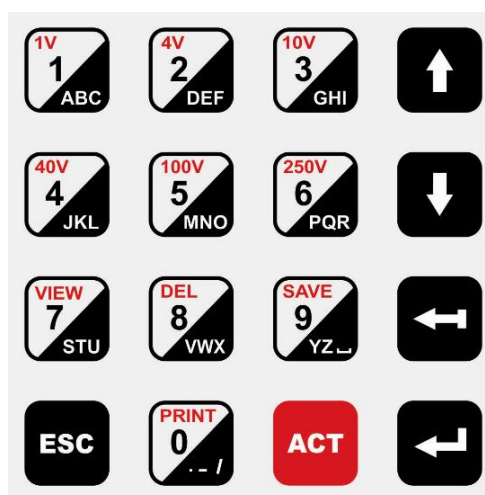 1V 4V 10V
1 2 3
ABC DEF GHI
40V 100V 250V
4 5 6
JKL MNO PQR
VIEW DEL SAVE
7 8 9
STU VWX YZ⎵
PRINT
ESC 0 ACT
. – /